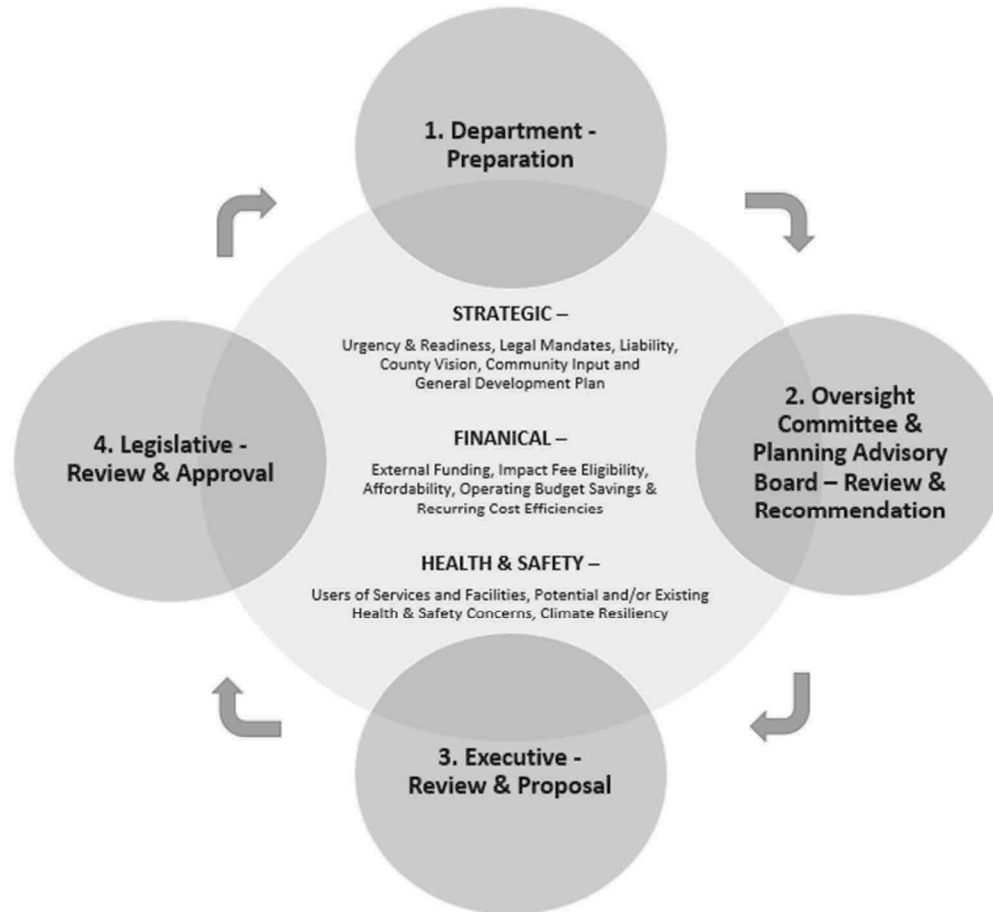 1. Department -
Preparation
STRATEGIC –
Urgency & Readiness, Legal Mandates, Liability,
County Vision, Community Input and
General Development Plan
2. Oversight
Committee &
Planning Advisory
Board – Review &
Recommendation
4. Legislative -
Review & Approval
FINANICAL –
External Funding, Impact Fee Eligibility,
Affordability, Operating Budget Savings &
Recurring Cost Efficiencies
HEALTH & SAFETY –
Users of Services and Facilities, Potential and/or Existing
Health & Safety Concerns, Climate Resiliency
3. Executive -
Review & Proposal